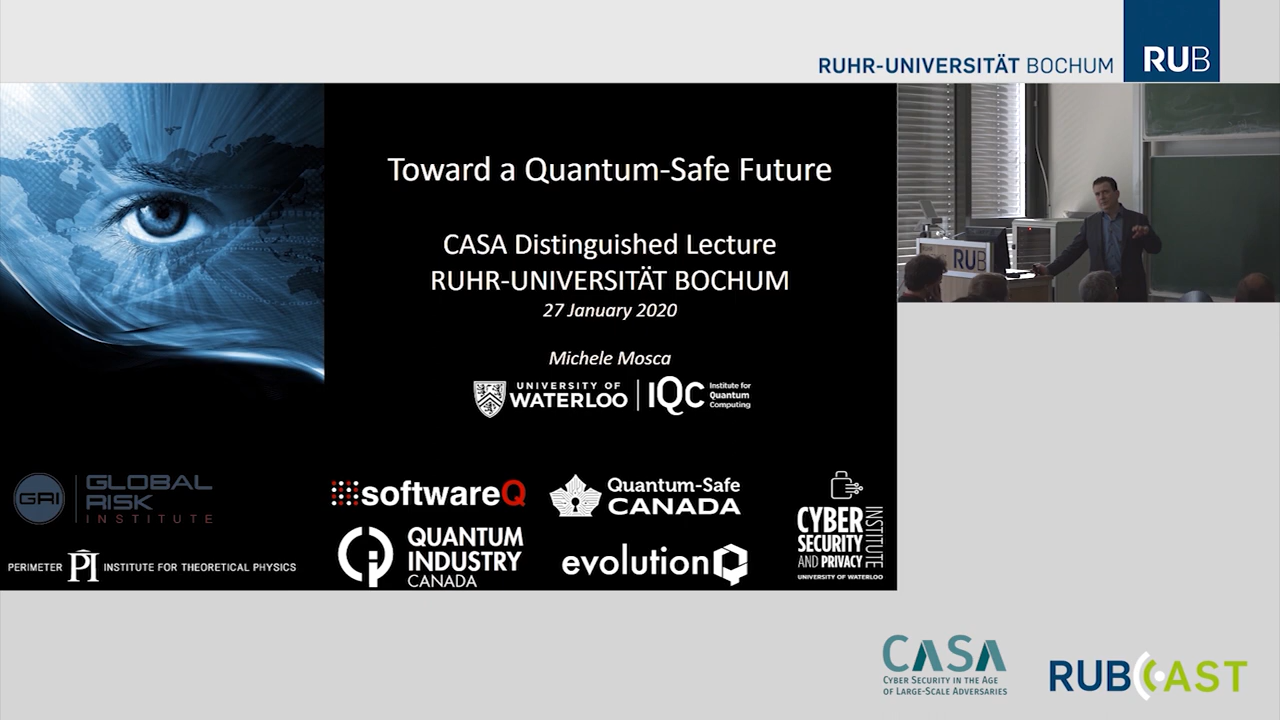 RUHR-UNIVERSITÄT BOCHUM
RUB
Toward a Quantum-Safe Future
CASA Distinguished Lecture
RUHR-UNIVERSITÄT BOCHUM
27 January 2020
Michele Mosca
UNIVERSITY OF
WATERLOO
IQC
Institute for
Quantum
Computing
GRI
GLOBAL
RISK
INSTITUTE
softwareQ
Quantum-Safe
CANADA
PERIMETER PI INSTITUTE FOR THEORETICAL PHYSICS
QUANTUM
INDUSTRY
CANADA
evolutionQ
CYBER
SECURITY
AND PRIVACY
INSTITUTE
UNIVERSITY OF WATERLOO
RUB
CASA
CYBER SECURITY IN THE AGE
OF LARGE-SCALE ADVERSARIES
RUBCAST